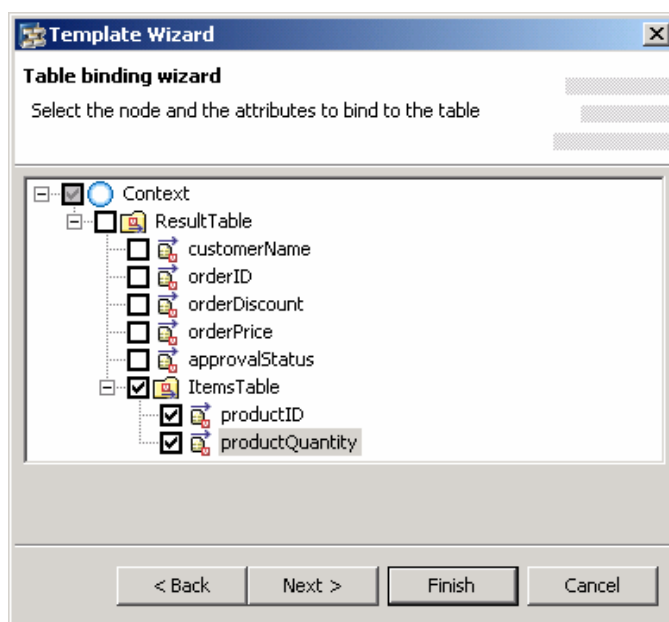 Template Wizard
Table binding wizard
Select the node and the attributes to bind to the table
Context
ResultTable
customerName
orderID
orderDiscount
orderPrice
approvalStatus
ItemsTable
productID
productQuantity
< Back Next > Finish Cancel